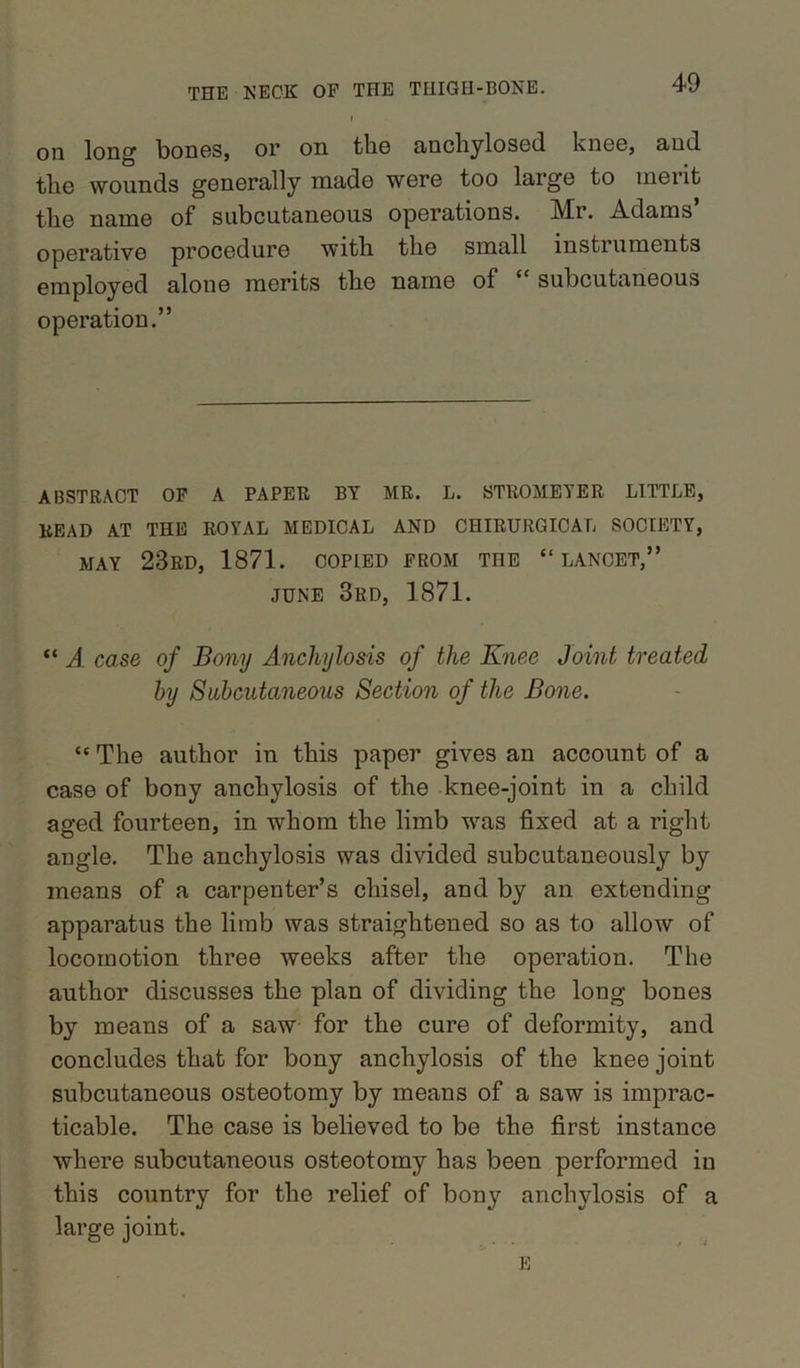 THE NECK OF THE THIGH-BONE. 49
on long bones, or on the anchylosed knee, and
the wounds generally made were too large to merit
the name of subcutaneous operations. Mr. Adams’
operative procedure with the small instruments
employed alone merits the name of “ subcutaneous
operation.”
ABSTRACT OF A PAPER BY MR. L. STROMEYER LITTLE,
READ AT THE ROYAL MEDICAL AND CHIRURGICAL SOCIETY,
MAY 23RD, 1871. COPIED FROM THE “ LANCET,”
JUNE 3RD, 1871.
“ A case of Bony Anchylosis of the Knee Joint treated
by Subcutaneous Section of the Bone.
“ The author in this paper gives an account of a
case of bony anchylosis of the knee-joint in a child
aged fourteen, in whom the limb was fixed at a right
angle. The anchylosis was divided subcutaneously by
means of a carpenter’s chisel, and by an extending
apparatus the limb was straightened so as to allow of
locomotion three weeks after the operation. The
author discusses the plan of dividing the long bones
by means of a saw for the cure of deformity, and
concludes that for bony anchylosis of the knee joint
subcutaneous osteotomy by means of a saw is imprac-
ticable. The case is believed to be the first instance
where subcutaneous osteotomy has been performed in
this country for the relief of bony anchylosis of a
large joint.
E